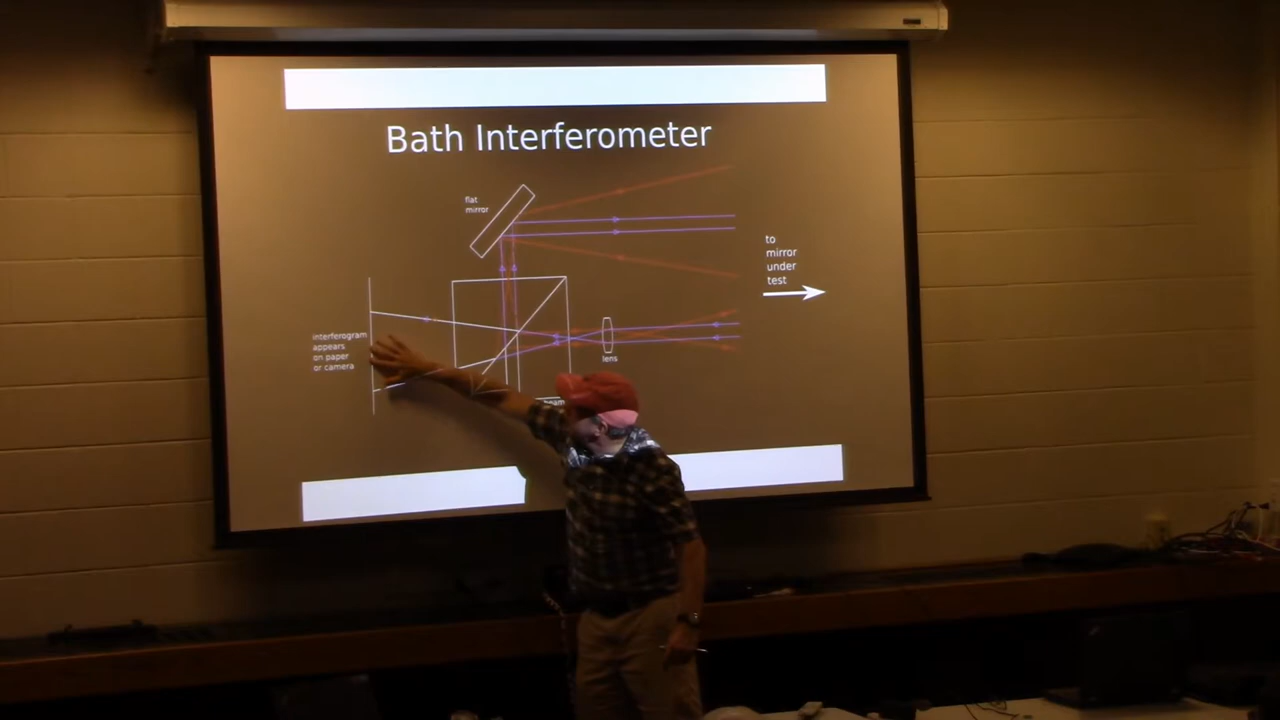 Bath Interferometer
flat
mirror
to
mirror
under
test
interferogram
appears
on paper
or camera
lens